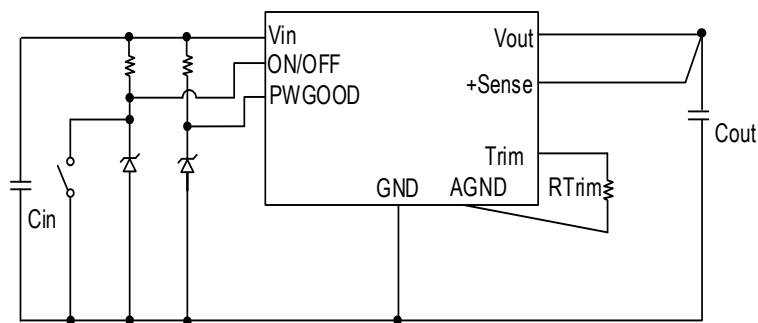 Vin
Vout
ON/OFF
+Sense
PWGOOD
Cout
Trim
GND
AGND
RTrim
Cin